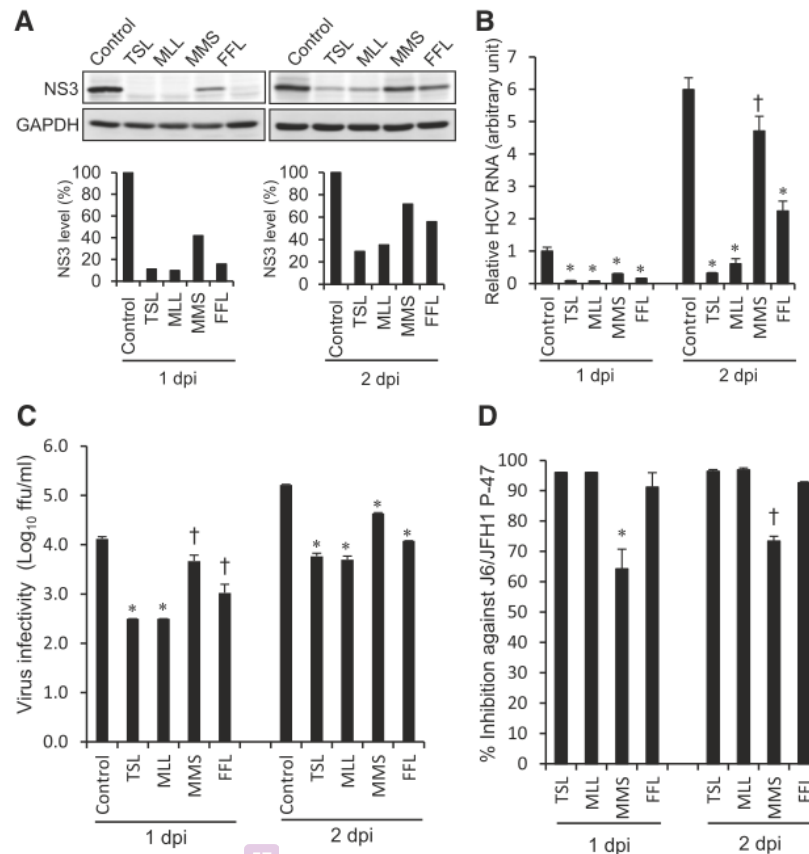 A
Control TSL MLL MMS FFL
Control TSL MLL MMS FFL
NS3
GAPDH
NS3 level (%)
100
80
60
40
20
0
Control TSL MLL MMS FFL
1 dpi
NS3 level (%)
100
80
60
40
20
0
Control TSL MLL MMS FFL
2 dpi
B
Relative HCV RNA (arbitrary unit)
7
6
5
4
3
2
1
0
* * * *
* * † *
Control TSL MLL MMS FFL
Control TSL MLL MMS FFL
1 dpi
2 dpi
C
Virus infectivity (Log10 ffu/ml)
6.0
5.0
4.0
3.0
2.0
1.0
0.0
* * † †
* * * *
Control TSL MLL MMS FFL
Control TSL MLL MMS FFL
1 dpi
2 dpi
D
% Inhibition against J6/JFH1 P-47
100
90
80
70
60
50
40
30
20
10
0
*
†
TSL MLL MMS FFL
TSL MLL MMS FFL
1 dpi
2 dpi